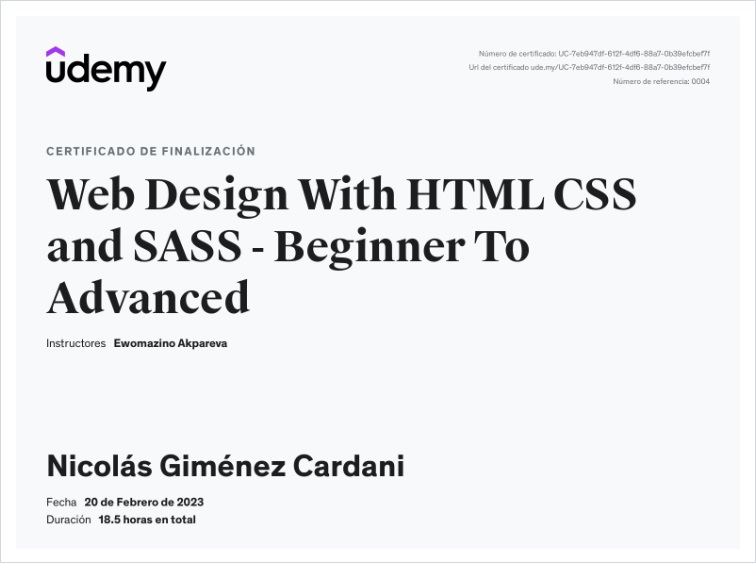 udemy
Número de certificado: UC-7eb947df-612f-4df6-88a7-0b39efcbef7f
Url del certificado ude.my/UC-7eb947df-612f-4df6-88a7-0b39efcbef7f
Número de referencia: 0004
CERTIFICADO DE FINALIZACIÓN
Web Design With HTML CSS
and SASS - Beginner To
Advanced
Instructores Ewomazino Akpareva
Nicolás Giménez Cardani
Fecha 20 de Febrero de 2023
Duración 18.5 horas en total